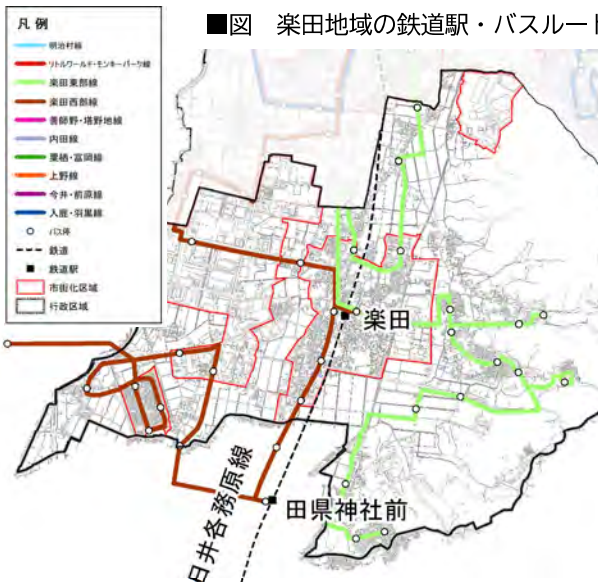 ■図 楽田地域の鉄道駅・バスルート
凡例
明治村線
リトルワールド・モンキーパーク線
楽田東部線
楽田西部線
善師野・塔野地線
内田線
栗栖・富岡線
上野線
今井・前原線
入鹿・羽黒線
バス停
鉄道
鉄道駅
市街化区域
行政区域
楽田
田県神社前
日井各務原線